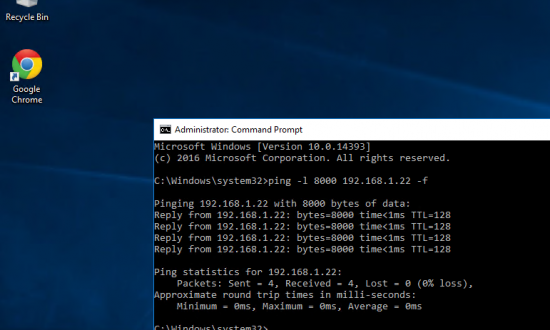 Recycle Bin
Google
Chrome
Administrator: Command Prompt
Microsoft Windows [Version 10.0.14393]
(c) 2016 Microsoft Corporation. All rights reserved.
C:\Windows\system32>ping -l 8000 192.168.1.22 -f
Pinging 192.168.1.22 with 8000 bytes of data:
Reply from 192.168.1.22: bytes=8000 time<1ms TTL=128
Reply from 192.168.1.22: bytes=8000 time<1ms TTL=128
Reply from 192.168.1.22: bytes=8000 time<1ms TTL=128
Reply from 192.168.1.22: bytes=8000 time<1ms TTL=128
Ping statistics for 192.168.1.22:
Packets: Sent = 4, Received = 4, Lost = 0 (0% loss),
Approximate round trip times in milli-seconds:
Minimum = 0ms, Maximum = 0ms, Average = 0ms
C:\Windows\system32>